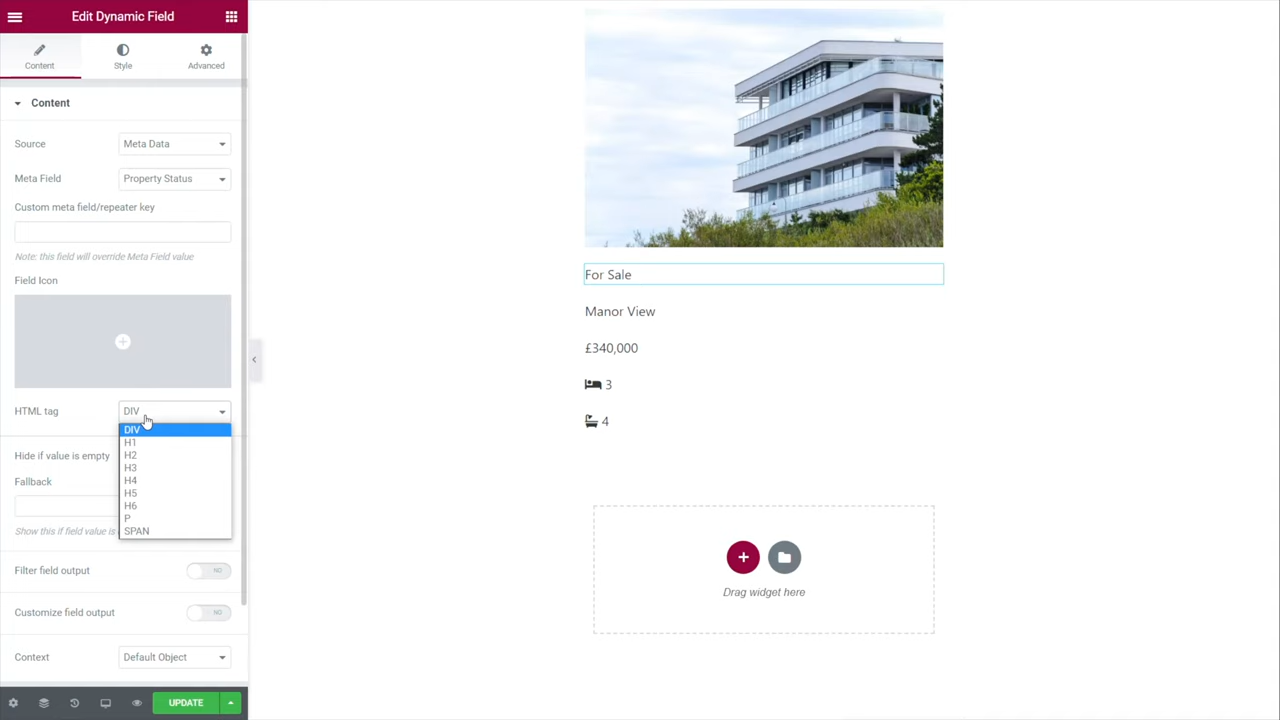 Edit Dynamic Field
Content
Style
Advanced
Content
Source
Meta Data
Meta Field
Property Status
Custom meta field/repeater key
Note: this field will override Meta Field value
Field Icon
HTML tag
DIV
DIV
H1
H2
H3
H4
H5
H6
P
SPAN
Hide if value is empty
Fallback
Show this if field value is
Filter field output
NO
Customize field output
NO
Context
Default Object
UPDATE
For Sale
Manor View
£340,000
3
4
Drag widget here